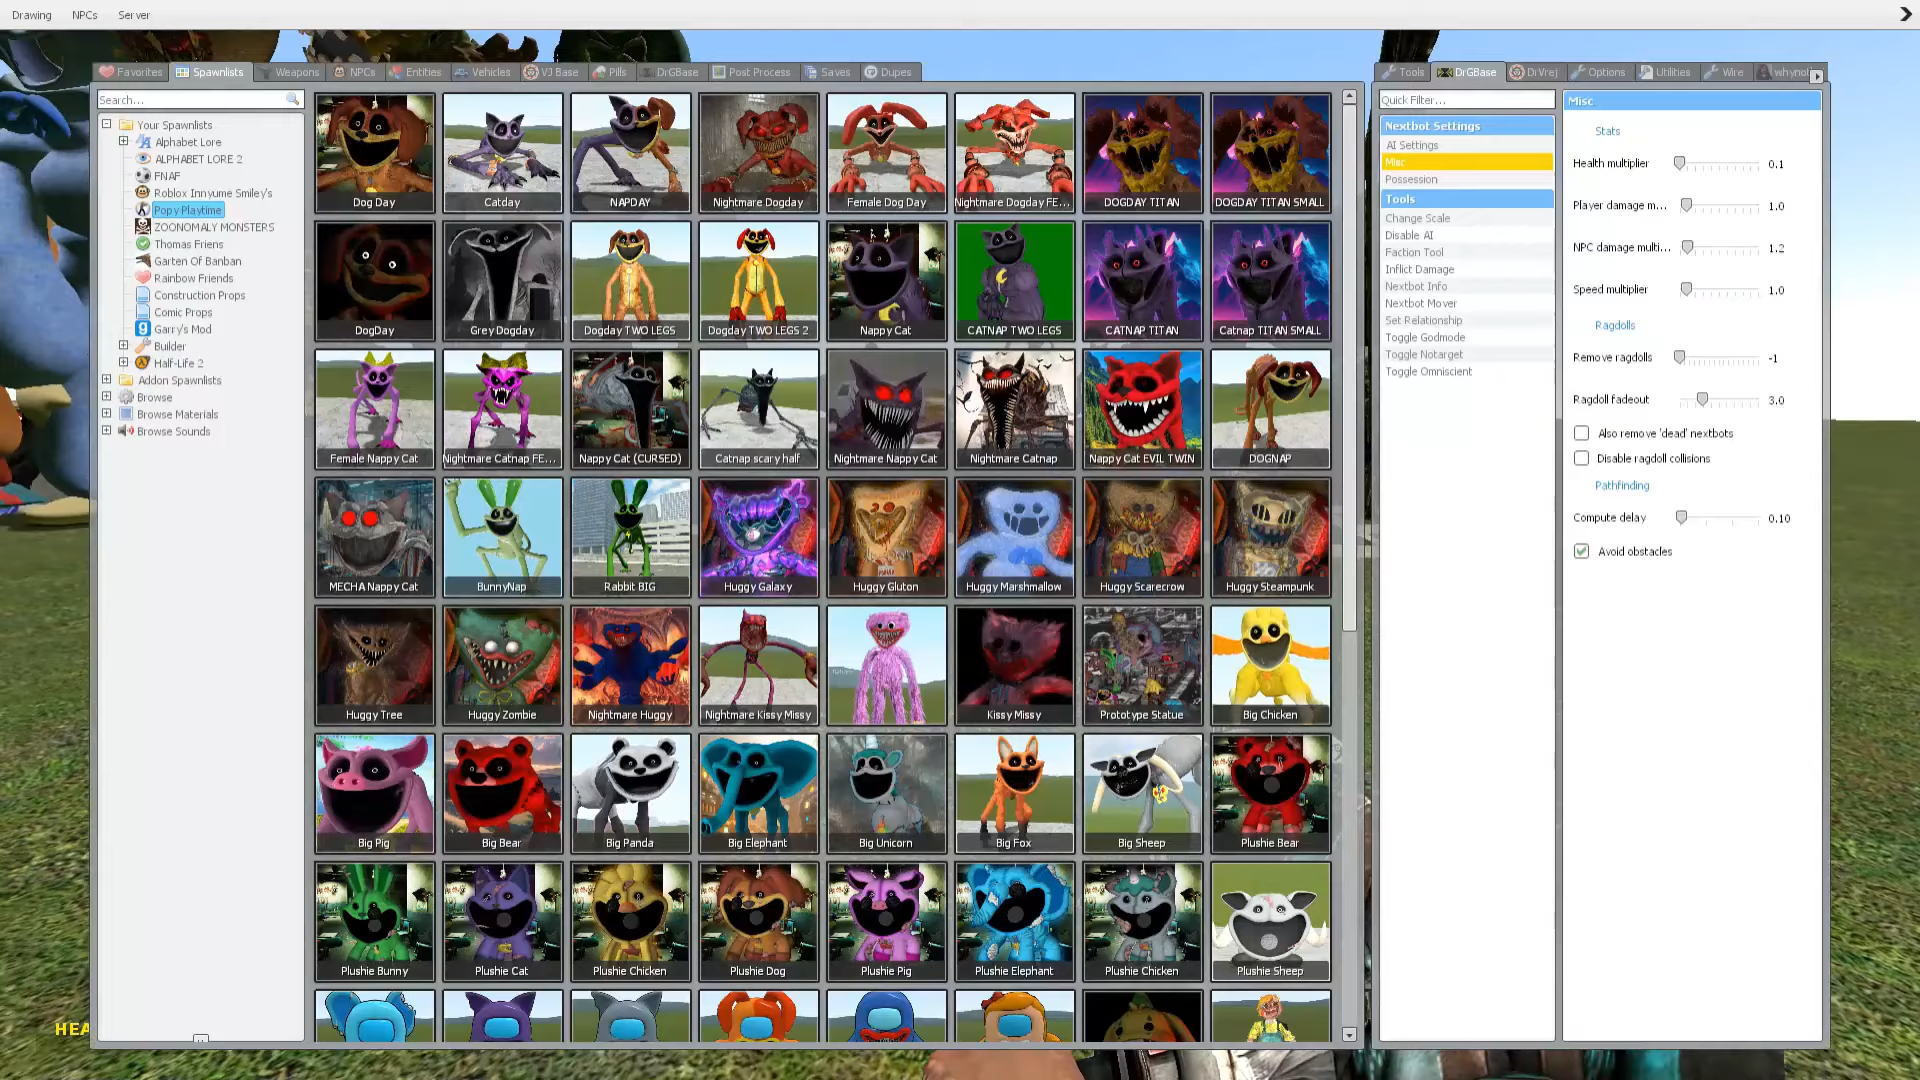 Drawing NPCs Server
Favorites Spawnlists Weapons NPCs Entities Vehicles VJ Base Pills DrGBase Post Process Saves Dupes
Search...
Your Spawnlists
Alphabet Lore
ALPHABET LORE 2
FNAF
Roblox Innyume Smiley's
Popy Playtime
ZOONOMALY MONSTERS
Thomas Friens
Garten Of Banban
Rainbow Friends
Construction Props
Comic Props
Garry's Mod
Builder
Half-Life 2
Addon Spawnlists
Browse
Browse Materials
Browse Sounds
Dog Day Catday NAPDAY Nightmare Dogday Female Dog Day Nightmare Dogday FE... DOGDAY TITAN DOGDAY TITAN SMALL
DogDay Grey Dogday Dogday TWO LEGS Dogday TWO LEGS 2 Nappy Cat CATNAP TWO LEGS CATNAP TITAN Catnap TITAN SMALL
Female Nappy Cat Nightmare Catnap FE... Nappy Cat (CURSED) Catnap scary half Nightmare Nappy Cat Nightmare Catnap Nappy Cat EVIL TWIN DOGNAP
MECHA Nappy Cat BunnyNap Rabbit BIG Huggy Galaxy Huggy Gluton Huggy Marshmallow Huggy Scarecrow Huggy Steampunk
Huggy Tree Huggy Zombie Nightmare Huggy Nightmare Kissy Missy Kissy Missy Prototype Statue Big Chicken
Big Pig Big Bear Big Panda Big Elephant Big Unicorn Big Fox Big Sheep Plushie Bear
Plushie Bunny Plushie Cat Plushie Chicken Plushie Dog Plushie Pig Plushie Elephant Plushie Chicken Plushie Sheep
HEA
Tools DrGBase DrVrej Options Utilities Wire whynot
Quick Filter...
Nextbot Settings
AI Settings
Misc
Possession
Tools
Change Scale
Disable AI
Faction Tool
Inflict Damage
Nextbot Info
Nextbot Mover
Set Relationship
Toggle Godmode
Toggle Notarget
Toggle Omniscient
Misc
Stats
Health multiplier 0.1
Player damage m... 1.0
NPC damage multi... 1.2
Speed multiplier 1.0
Ragdolls
Remove ragdolls -1
Ragdoll fadeout 3.0
Also remove 'dead' nextbots
Disable ragdoll collisions
Pathfinding
Compute delay 0.10
Avoid obstacles